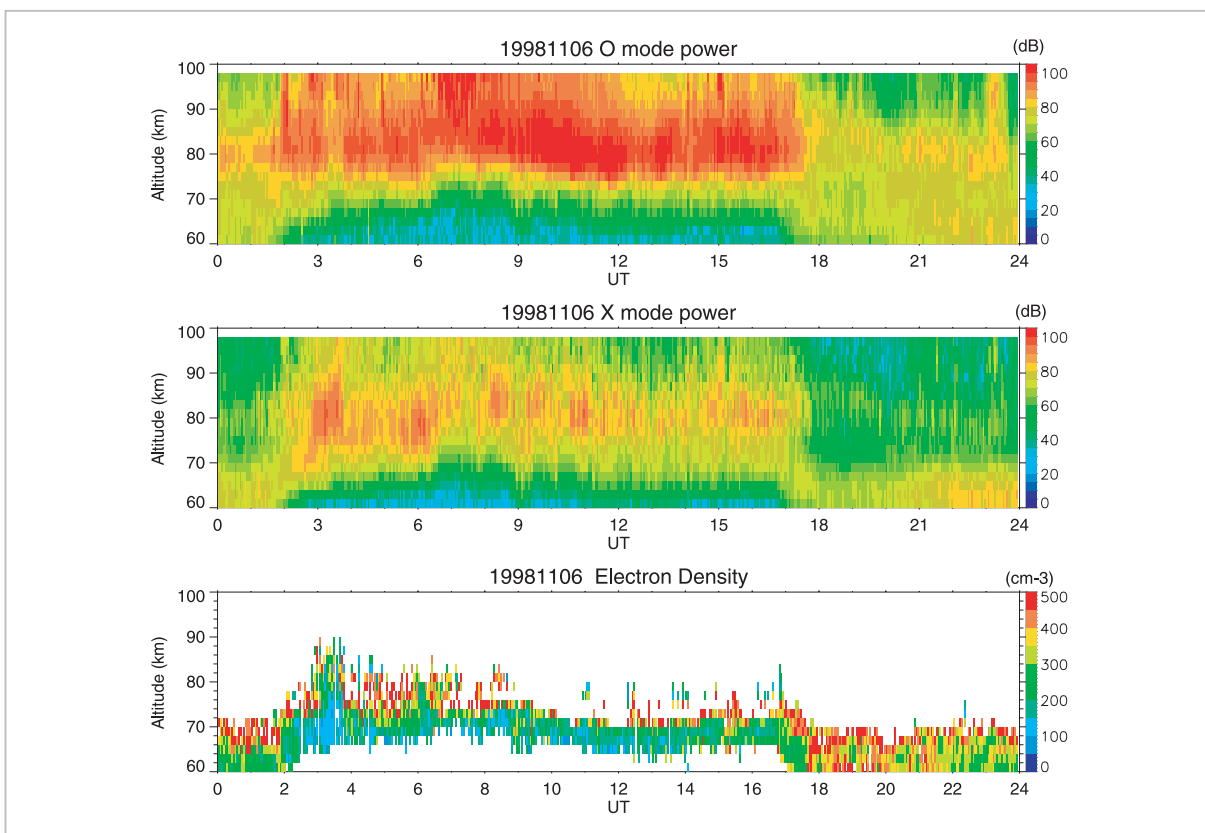 19981106 O mode power
(dB)
100
90
80
70
60
Altitude (km)
100
80
60
40
20
0
0 3 6 9 12 15 18 21 24
UT
19981106 X mode power
(dB)
100
90
80
70
60
Altitude (km)
100
80
60
40
20
0
0 3 6 9 12 15 18 21 24
UT
19981106 Electron Density
(cm-3)
100
90
80
70
60
Altitude (km)
500
400
300
200
100
0
0 2 4 6 8 10 12 14 16 18 20 22 24
UT